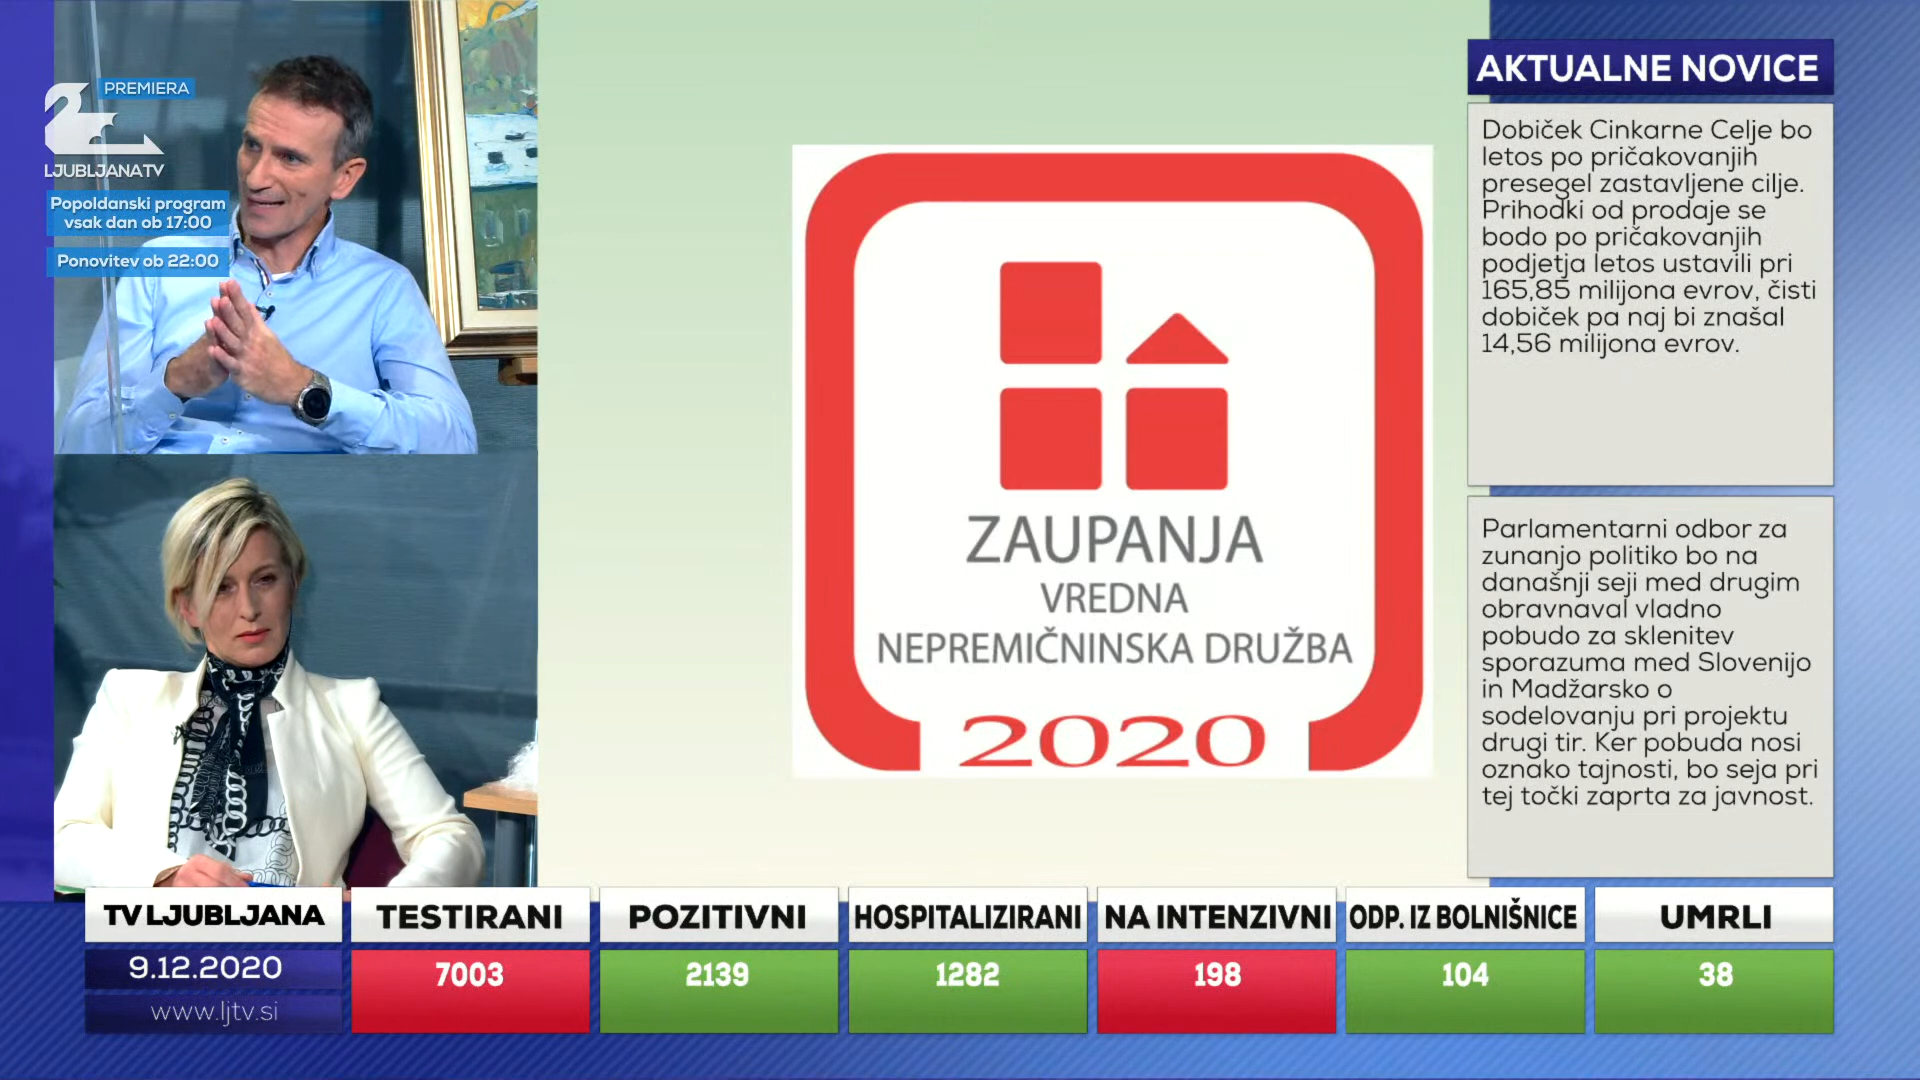 PREMIERA
LJUBLJANATV
Popoldanski program
vsak dan ob 17:00
Ponovitev ob 22:00
ZAUPANJA
VREDNA
NEPREMIČNINSKA DRUŽBA
2020
AKTUALNE NOVICE
Dobiček Cinkarne Celje bo
letos po pričakovanjih
presegel zastavljene cilje.
Prihodki od prodaje se
bodo po pričakovanjih
podjetja letos ustavili pri
165,85 milijona evrov, čisti
dobiček pa naj bi znašal
14,56 milijona evrov.
Parlamentarni odbor za
zunanjo politiko bo na
današnji seji med drugim
obravnaval vladno
pobudo za sklenitev
sporazuma med Slovenijo
in Madžarsko o
sodelovanju pri projektu
drugi tir. Ker pobuda nosi
oznako tajnosti, bo seja pri
tej točki zaprta za javnost.
TV LJUBLJANA
9.12.2020
www.ljtv.si
TESTIRANI
7003
POZITIVNI
2139
HOSPITALIZIRANI
1282
NA INTENZIVNI
198
ODP. IZ BOLNIŠNICE
104
UMRLI
38